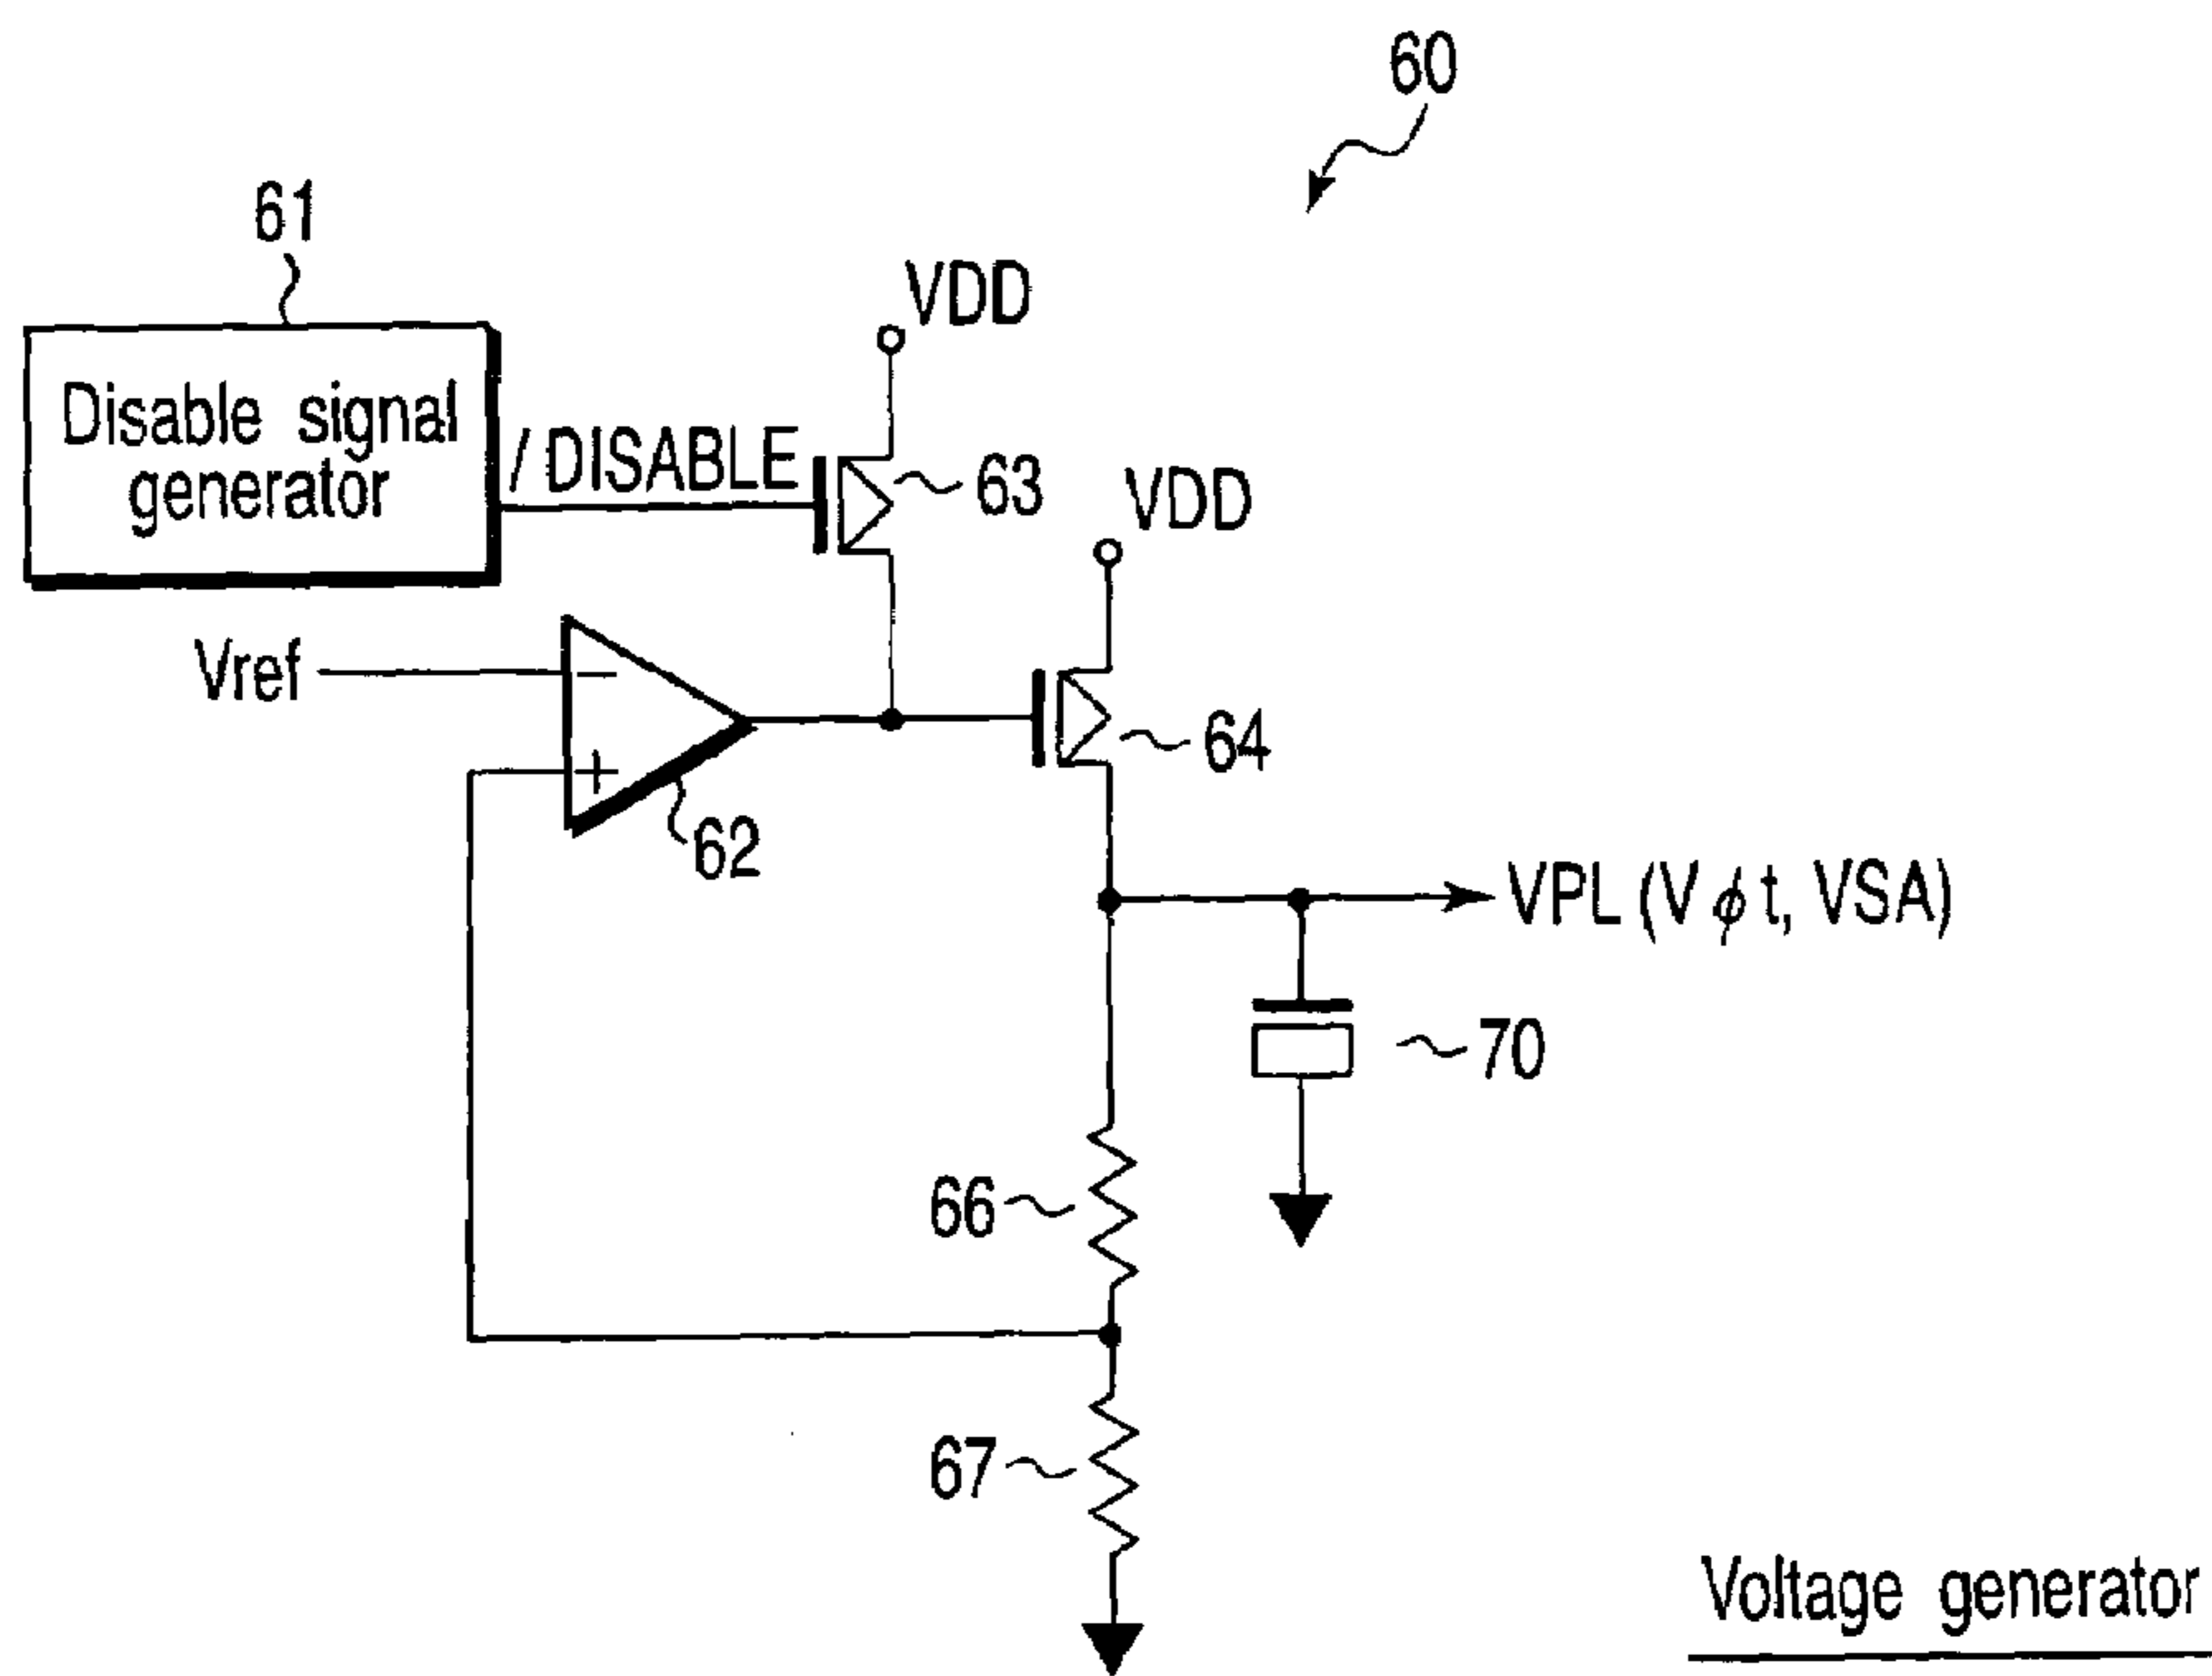 60
61
VDD
Disable signal
generator
/ DISABLE
63
VDD
Vref
−
+
62
64
VPL (V φ t, VSA)
70
66
67
Voltage generator